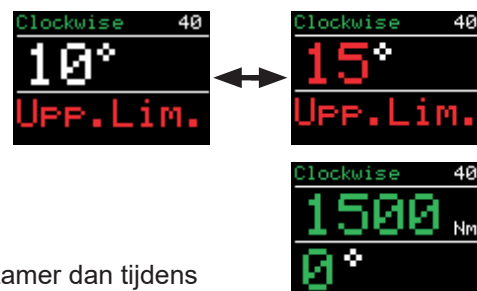 Clockwise 40
10°
Upp.Lim.
Clockwise 40
15°
Upp.Lim.
Clockwise 40
1500 Nm
0°
amer dan tijdens